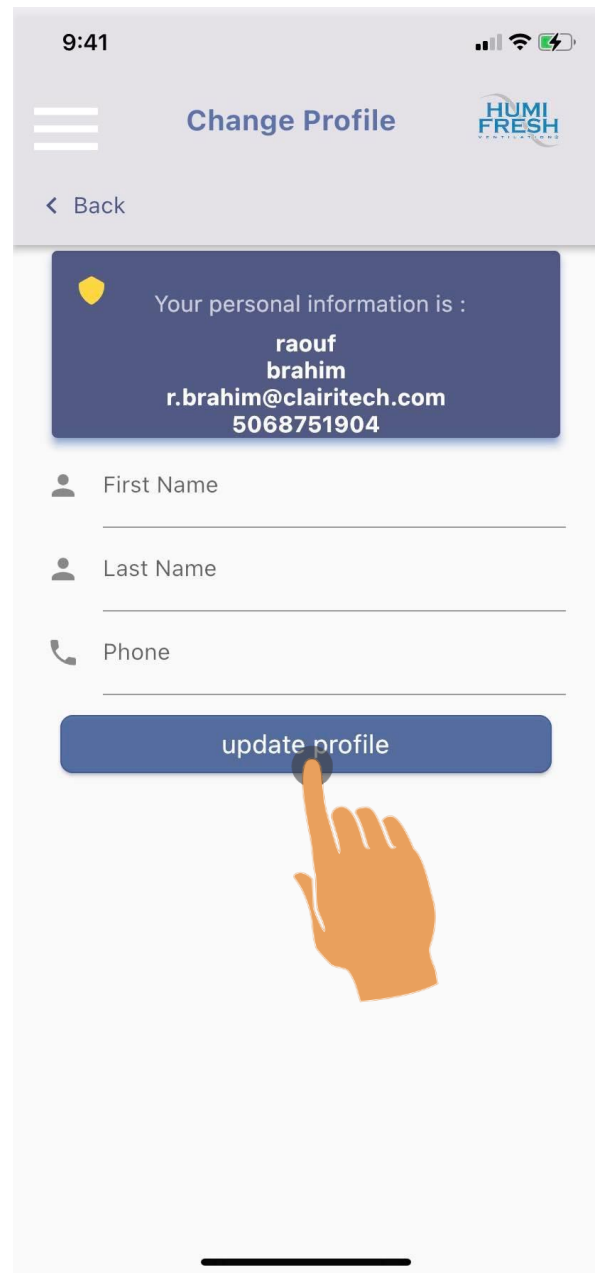 9:41
Change Profile
HUMI
FRESH
VENTILATIONS
Back
Your personal information is :
raouf
brahim
r.brahim@clairitech.com
5068751904
First Name
Last Name
Phone
update profile